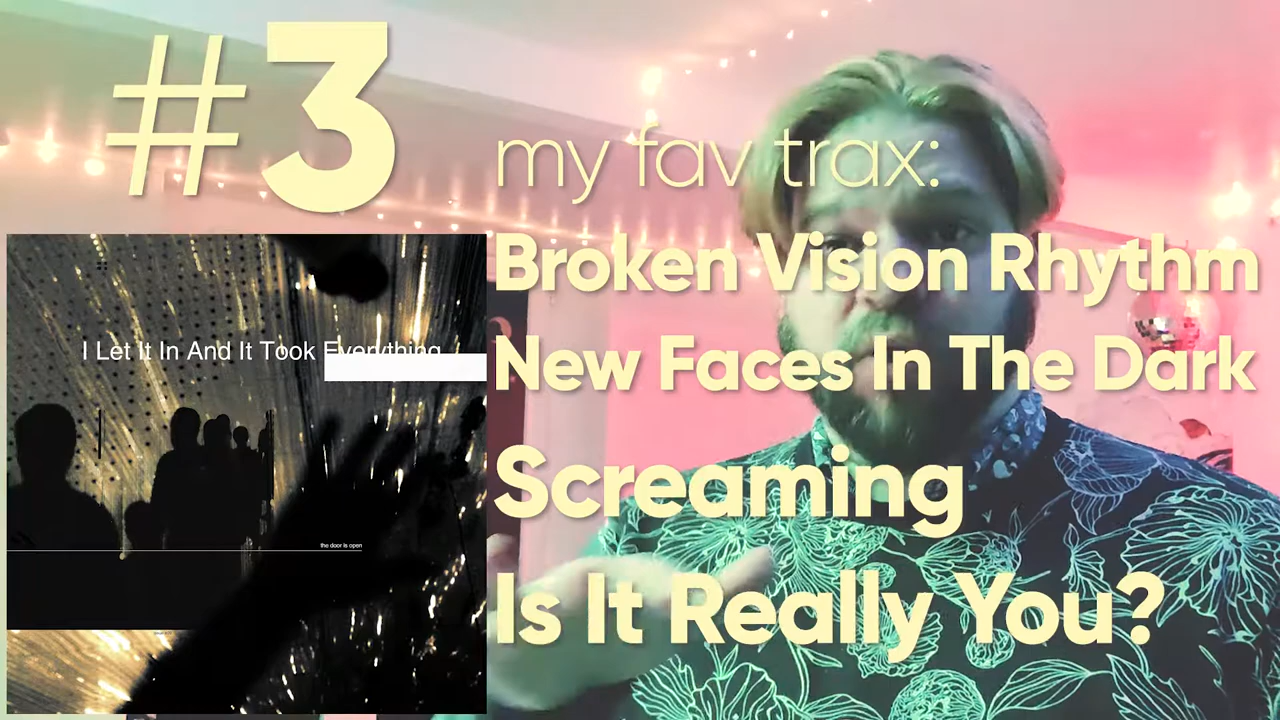 #3
my fav trax:
Broken Vision Rhythm
New Faces In The Dark
Screaming
Is It Really You?
I Let It In And It Took Everything
the door is open